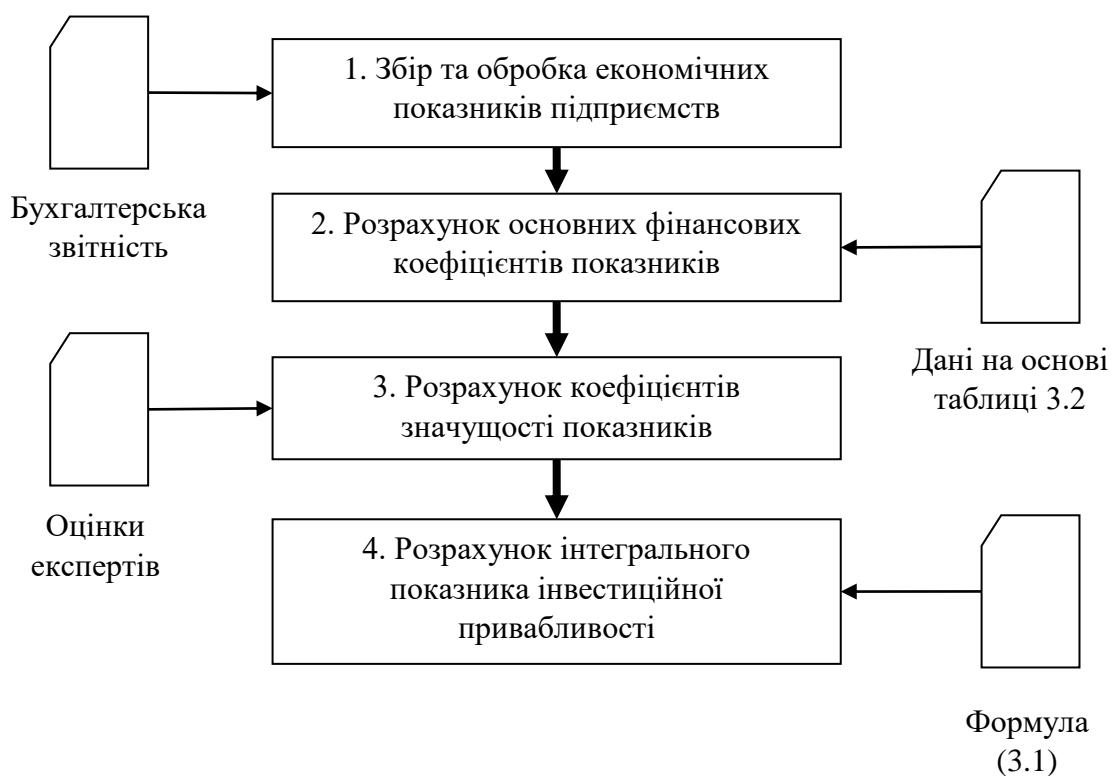 1. Збір та обробка економічних
показників підприємств
Бухгалтерська
звітність
2. Розрахунок основних фінансових
коефіцієнтів показників
Дані на основі
таблиці 3.2
3. Розрахунок коефіцієнтів
значущості показників
Оцінки
експертів
4. Розрахунок інтегрального
показника інвестиційної
привабливості
Формула
(3.1)